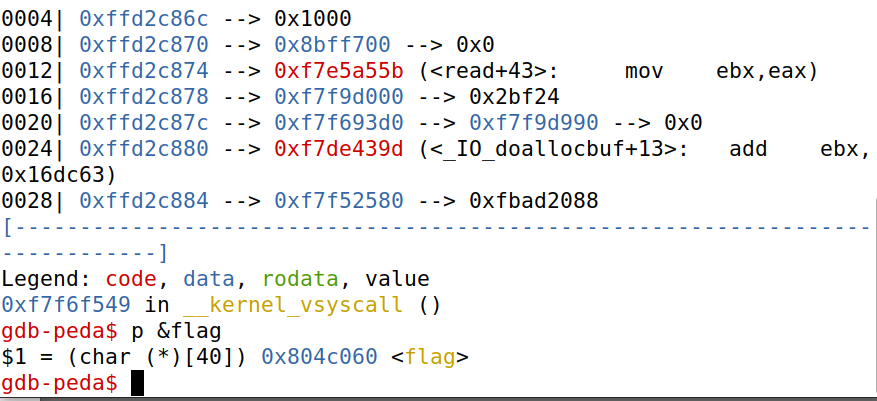 0004| 0xffd2c86c --> 0x1000
0008| 0xffd2c870 --> 0x8bff700 --> 0x0
0012| 0xffd2c874 --> 0xf7e5a55b (<read+43>:     mov    ebx,eax)
0016| 0xffd2c878 --> 0xf7f9d000 --> 0x2bf24
0020| 0xffd2c87c --> 0xf7f693d0 --> 0xf7f9d990 --> 0x0
0024| 0xffd2c880 --> 0xf7de439d (<_IO_doallocbuf+13>:   add    ebx,
0x16dc63)
0028| 0xffd2c884 --> 0xf7f52580 --> 0xfbad2088
[------------------------------------------------------------------
------------]
Legend: code, data, rodata, value
0xf7f6f549 in __kernel_vsyscall ()
gdb-peda$ p &flag
$1 = (char (*)[40]) 0x804c060 <flag>
gdb-peda$